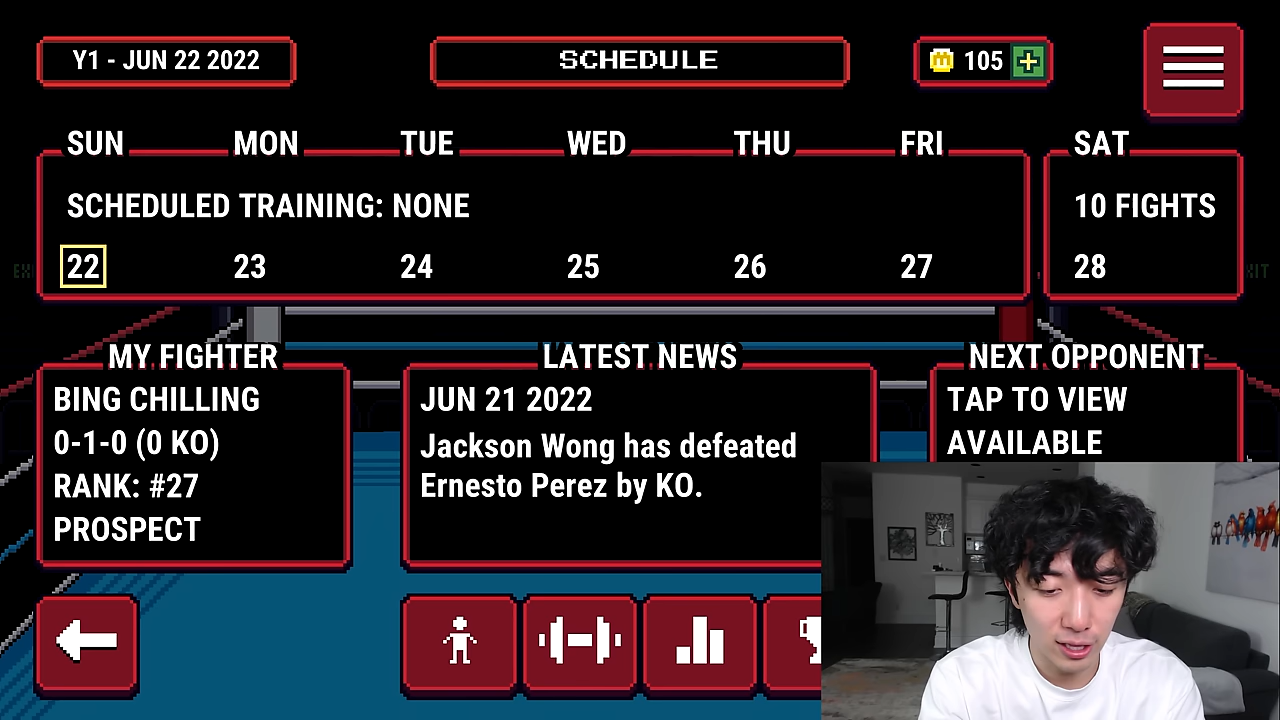 Y1 - JUN 22 2022
SCHEDULE
105
SUN MON TUE WED THU FRI SAT
SCHEDULED TRAINING: NONE
10 FIGHTS
22 23 24 25 26 27 28
MY FIGHTER
BING CHILLING
0-1-0 (0 KO)
RANK: #27
PROSPECT
LATEST NEWS
JUN 21 2022
Jackson Wong has defeated
Ernesto Perez by KO.
NEXT OPPONENT
TAP TO VIEW
AVAILABLE